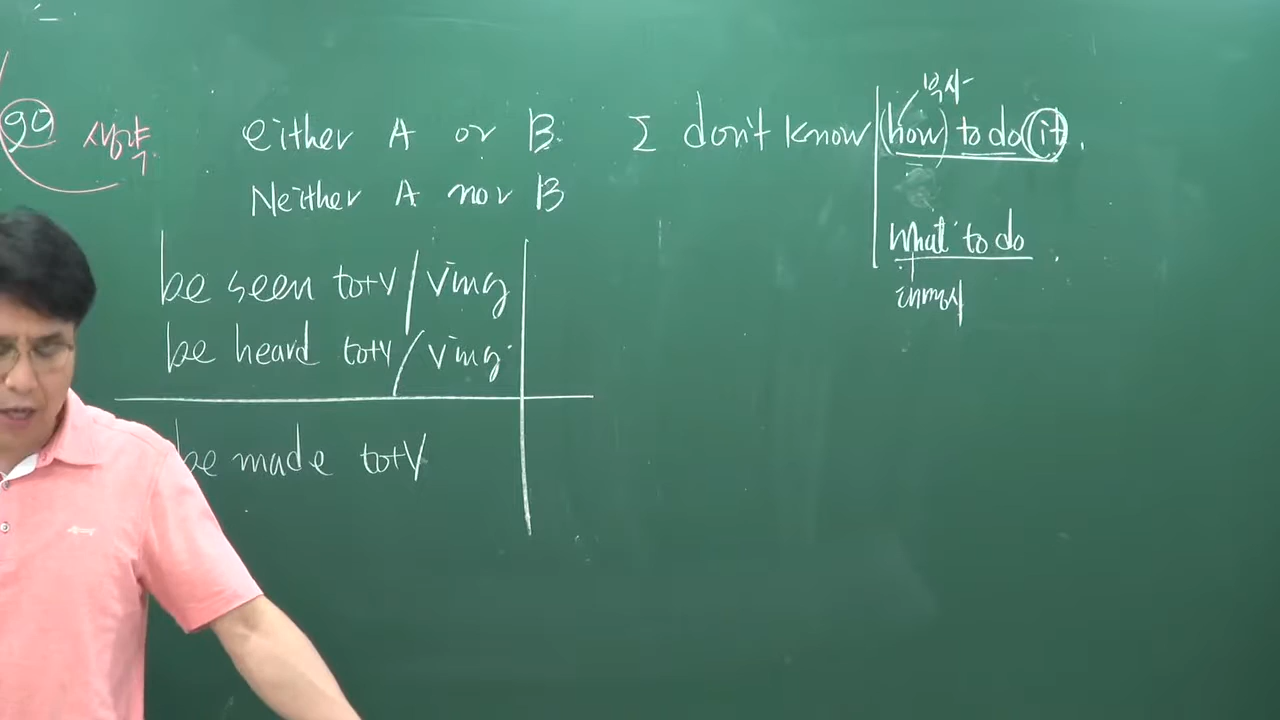 90 생략
either A or B.
Neither A nor B
be seen to+V / Ving
be heard to+V / Ving
be made to+V
부사
I don't know (how) to do it.
what to do.
대명사